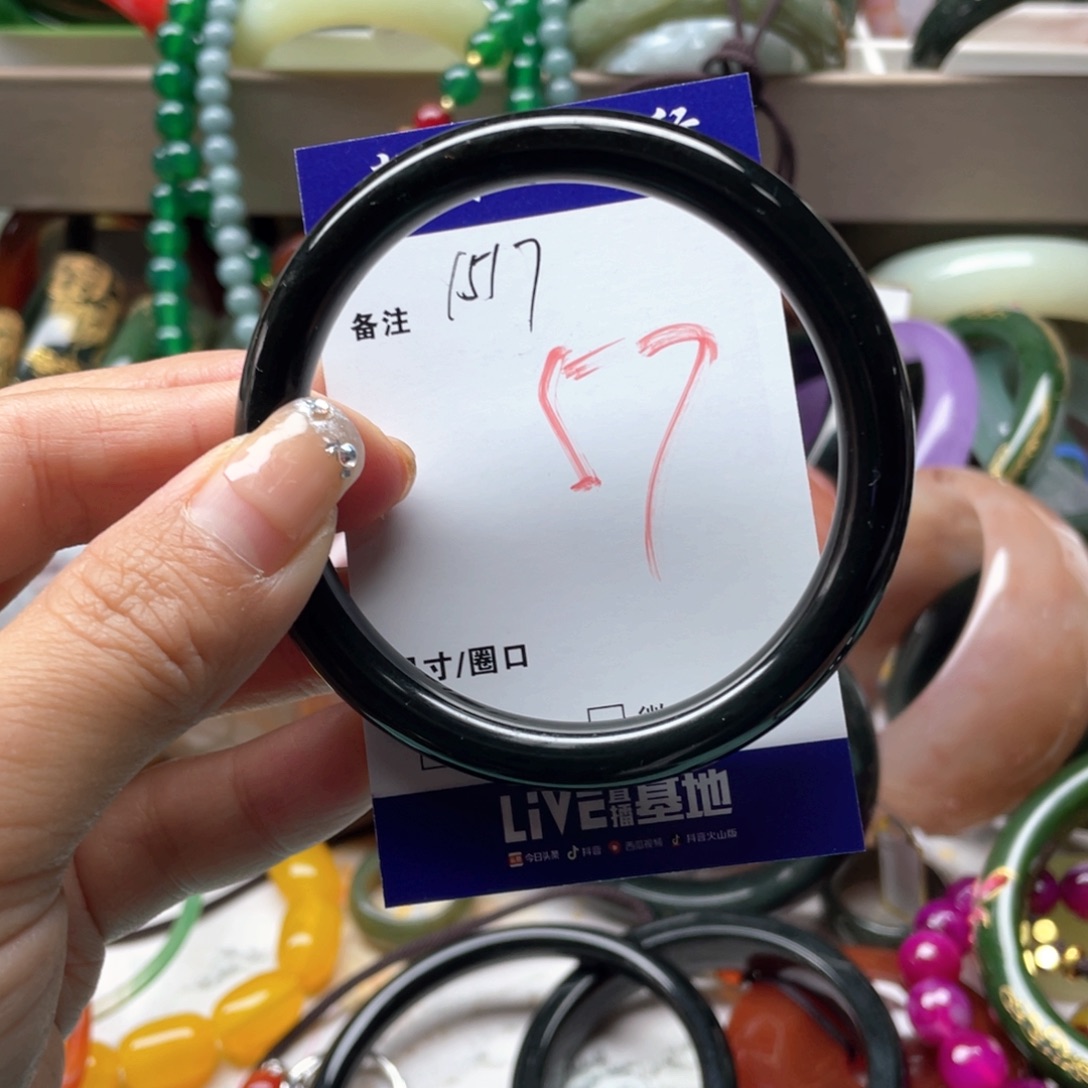 1517
备注
57
寸/圈口
LiVE直播基地
今日头条 抖音 西瓜视频 抖音火山版